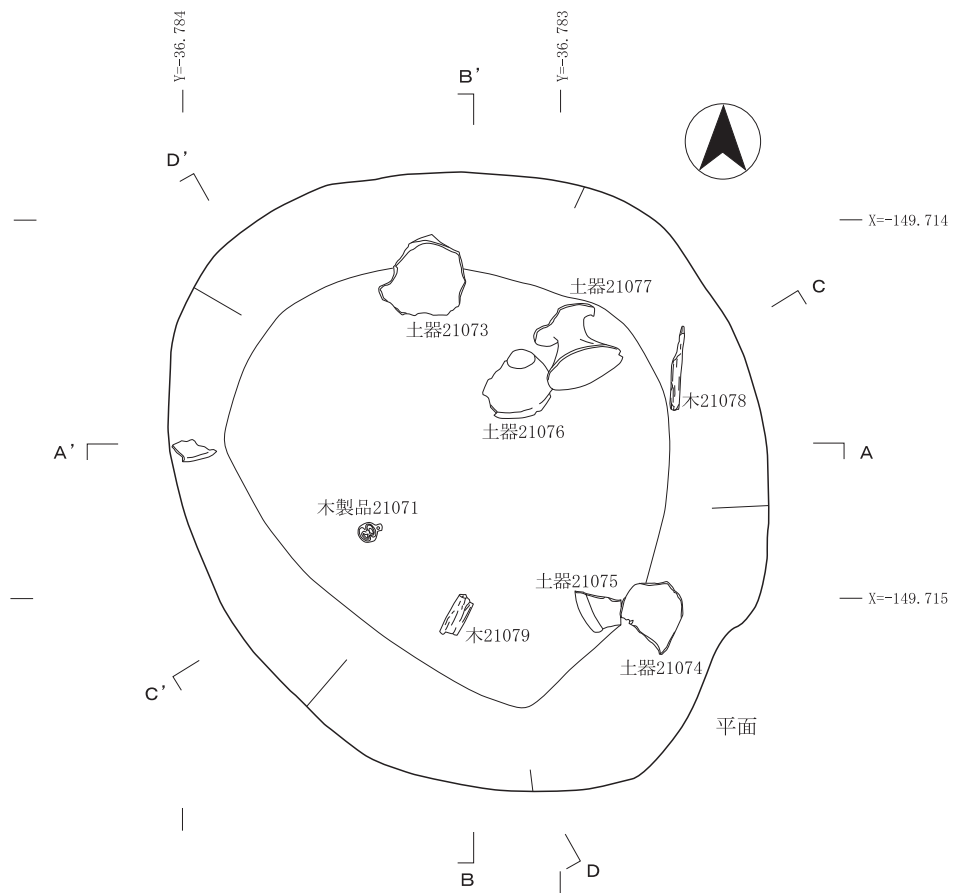 Y=-36.784
Y=-36.783
B'
D'
X=-149.714
C
土器21077
土器21073
木21078
土器21076
A'
A
木製品21071
土器21075
X=-149.715
木21079
土器21074
C'
平面
D
B